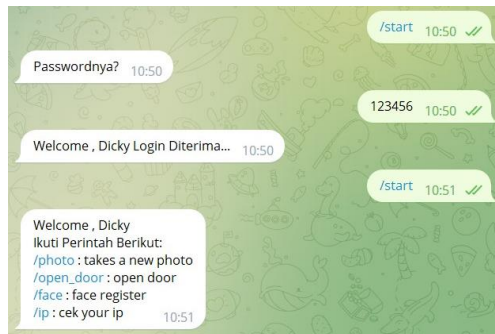 /start 10:50
Passwordnya? 10:50
123456 10:50
Welcome , Dicky Login Diterima... 10:50
/start 10:51
Welcome , Dicky
Ikuti Perintah Berikut:
/photo : takes a new photo
/open_door : open door
/face : face register
/ip : cek your ip 10:51